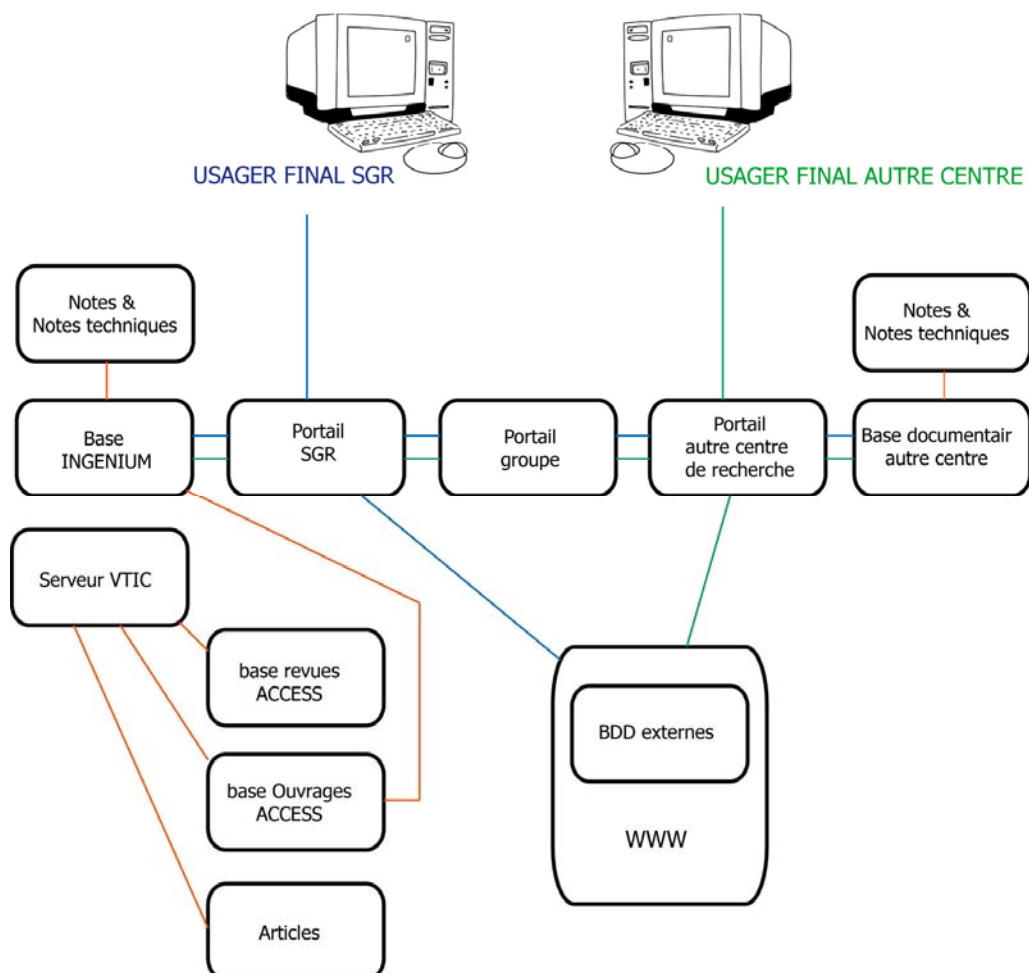 USAGER FINAL SGR
USAGER FINAL AUTRE CENTRE
Notes &
Notes techniques
Notes &
Notes techniques
Base
INGENIUM
Portail
SGR
Portail
groupe
Portail
autre centre
de recherche
Base documentair
autre centre
Serveur VTIC
base revues
ACCESS
BDD externes
base Ouvrages
ACCESS
WWW
Articles